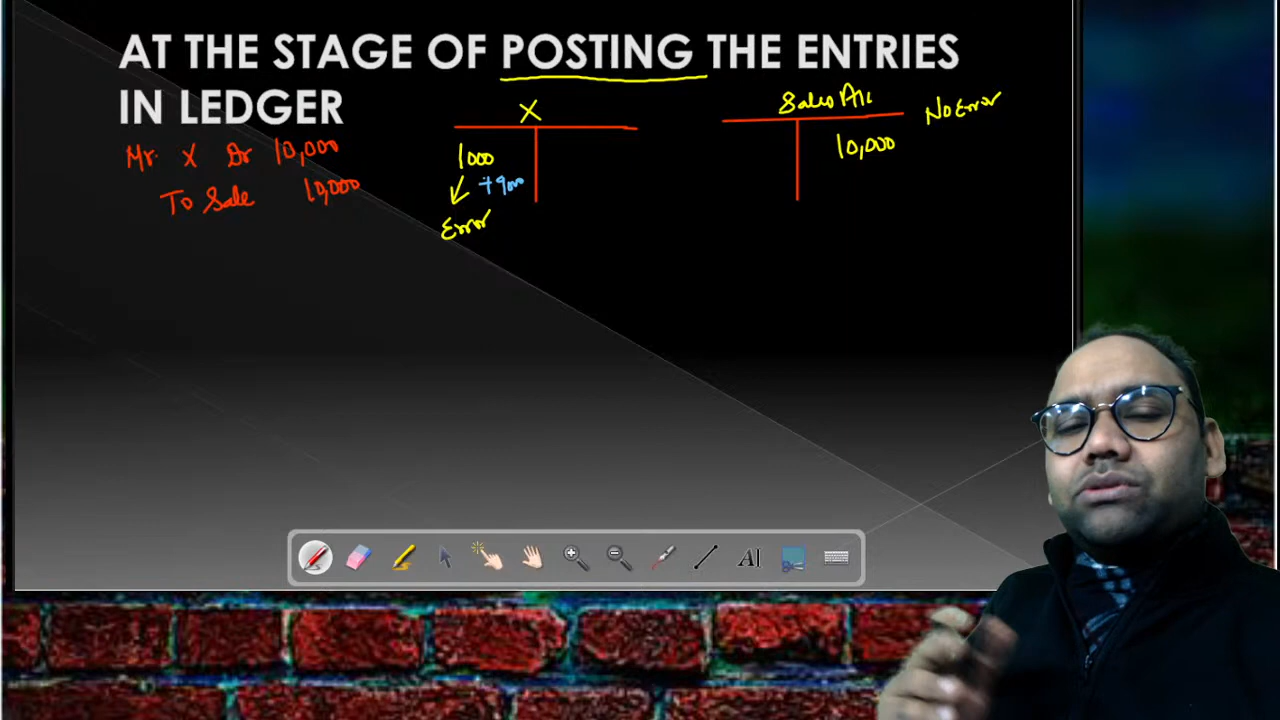 AT THE STAGE OF POSTING THE ENTRIES
IN LEDGER
Mr. X Dr 10,000
To Sale 10,000
X
1000
+9000
Error
Sales A/c
10,000
No Error
AI